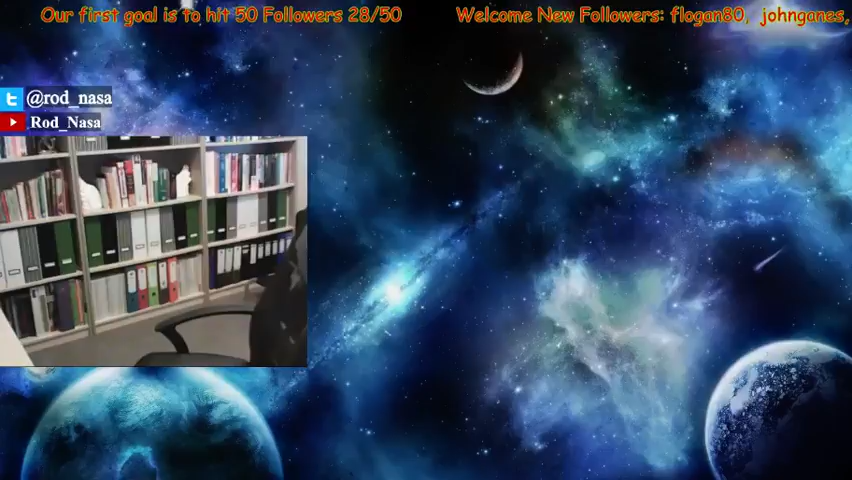 Our first goal is to hit 50 Followers 28/50
Welcome New Followers: flogan80, johnganes,
@rod_nasa
Rod_Nasa